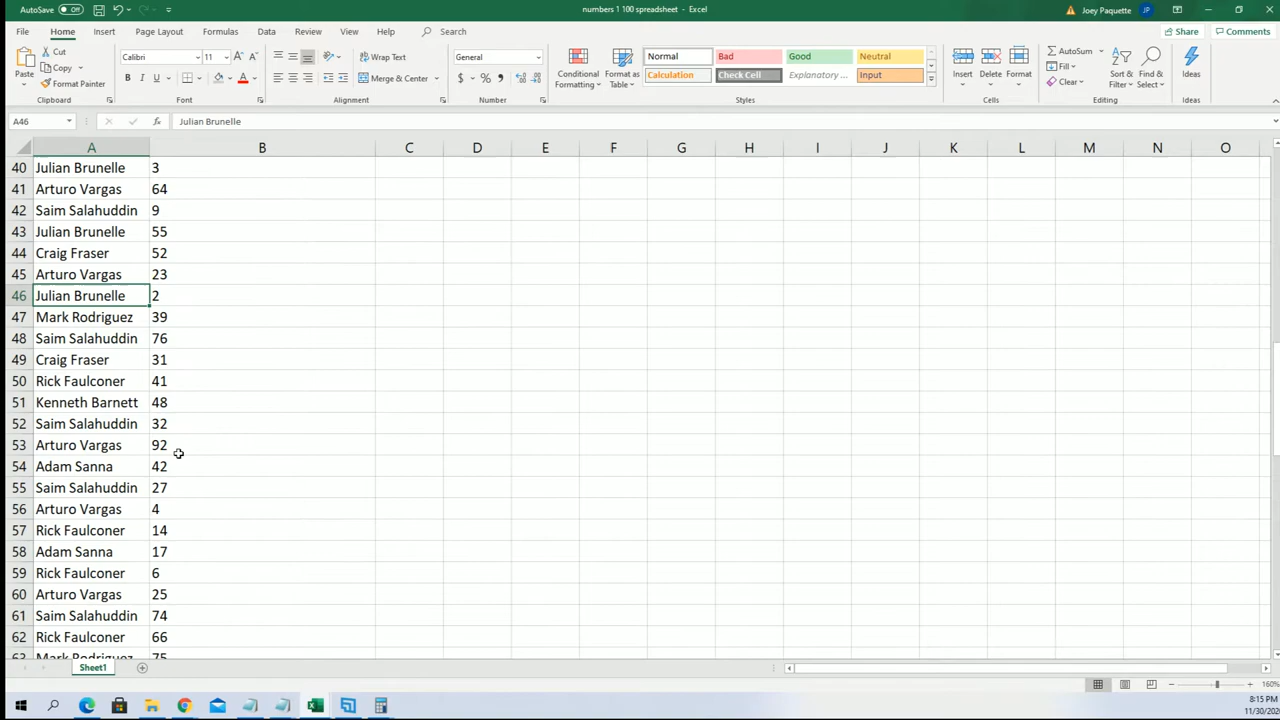 AutoSave Off
numbers 1 100 spreadsheet - Excel
Joey Paquette JP
File Home Insert Page Layout Formulas Data Review View Help Search
Share Comments
Paste
Cut
Copy
Format Painter
Calibri 11
B I U
Wrap Text
Merge & Center
General
$ % ,
Conditional Formatting
Format as Table
Normal Bad Good Neutral
Calculation Check Cell Explanatory ... Input
Insert Delete Format
AutoSum
Fill
Clear
Sort & Filter
Find & Select
Ideas
Clipboard Font Alignment Number Styles Cells Editing Ideas
A46 fx Julian Brunelle
A B C D E F G H I J K L M N O
40 Julian Brunelle 3
41 Arturo Vargas 64
42 Saim Salahuddin 9
43 Julian Brunelle 55
44 Craig Fraser 52
45 Arturo Vargas 23
46 Julian Brunelle 2
47 Mark Rodriguez 39
48 Saim Salahuddin 76
49 Craig Fraser 31
50 Rick Faulconer 41
51 Kenneth Barnett 48
52 Saim Salahuddin 32
53 Arturo Vargas 92
54 Adam Sanna 42
55 Saim Salahuddin 27
56 Arturo Vargas 4
57 Rick Faulconer 14
58 Adam Sanna 17
59 Rick Faulconer 6
60 Arturo Vargas 25
61 Saim Salahuddin 74
62 Rick Faulconer 66
63 Mark Rodriguez 75
Sheet1
160%
8:15 PM
11/30/20